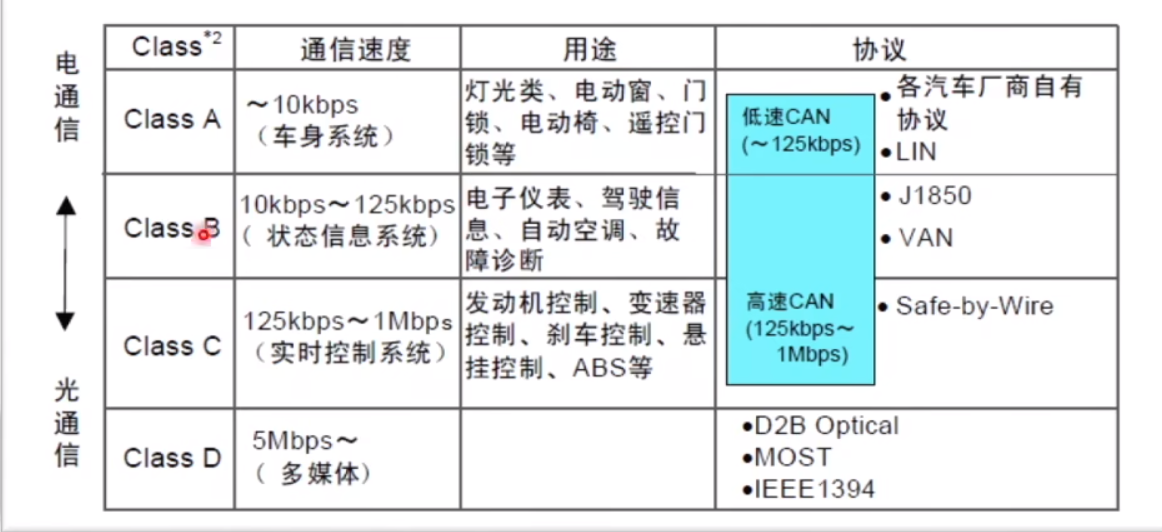 电通信
光通信
Class*2 通信速度 用途 协议
Class A
～10kbps
（车身系统）
灯光类、电动窗、门
锁、电动椅、遥控门
锁等
低速CAN
(～125kbps)
•各汽车厂商自有
协议
•LIN
Class B
10kbps～125kbps
（ 状态信息系统）
电子仪表、驾驶信
息、自动空调、故
障诊断
•J1850
•VAN
Class C
125kbps～1Mbps
（实时控制系统）
发动机控制、变速器
控制、刹车控制、悬
挂控制、ABS等
高速CAN
(125kbps～
1Mbps)
•Safe-by-Wire
Class D
5Mbps～
（ 多媒体）
•D2B Optical
•MOST
•IEEE1394